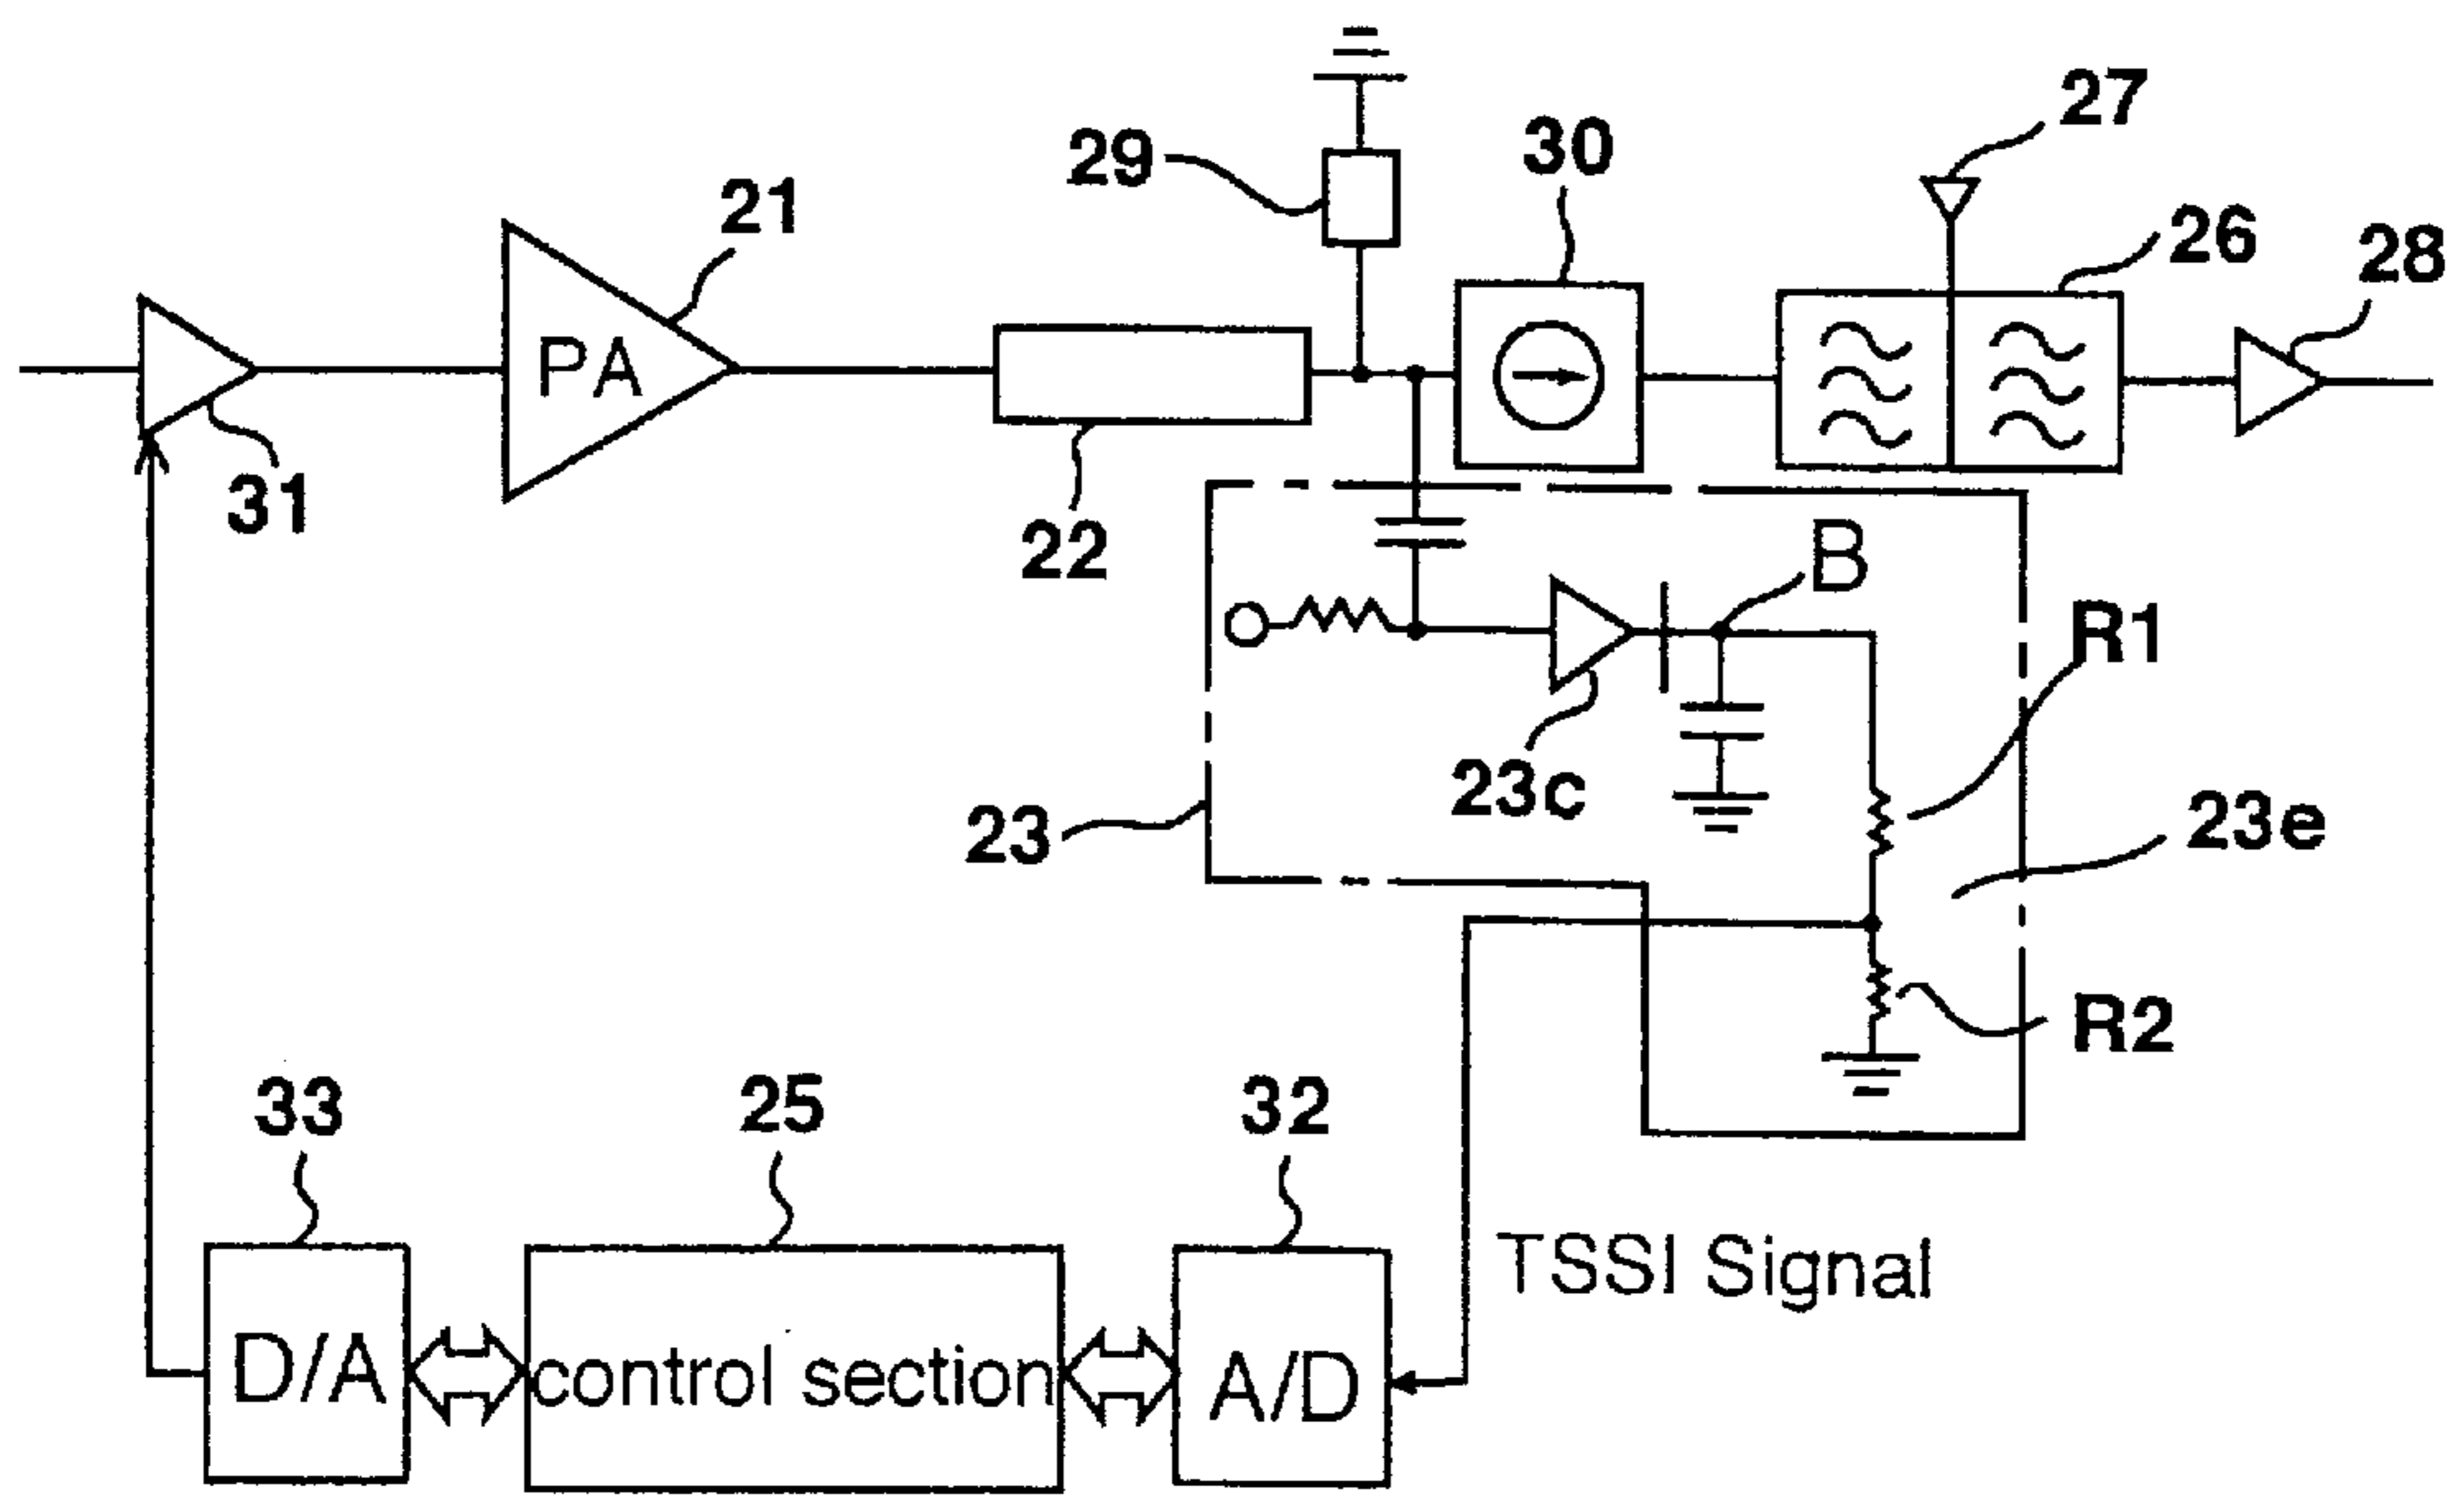 27
30
29
21
26
28
PA
31
22
B
R1
23c
23
23e
R2
33
25
32
TSSI Signal
D/A
control section
A/D